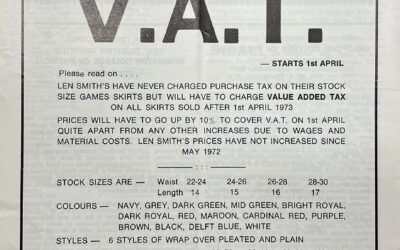 V.A.T.
— STARTS 1st APRIL
Please read on . . . .
LEN SMITH'S HAVE NEVER CHARGED PURCHASE TAX ON THEIR STOCK
SIZE GAMES SKIRTS BUT WILL HAVE TO CHARGE VALUE ADDED TAX
ON ALL SKIRTS SOLD AFTER 1st APRIL 1973
PRICES WILL HAVE TO GO UP BY 10% TO COVER V.A.T. ON 1st APRIL
QUITE APART FROM ANY OTHER INCREASES DUE TO WAGES AND
MATERIAL COSTS. LEN SMITH'S PRICES HAVE NOT INCREASED SINCE
MAY 1972
— : : : —
STOCK SIZES ARE — Waist 22-24 24-26 26-28 28-30
Length 14 15 16 17
COLOURS — NAVY, GREY, DARK GREEN, MID GREEN, BRIGHT ROYAL,
DARK ROYAL, RED, MAROON, CARDINAL RED, PURPLE,
BROWN, BLACK, DELFT BLUE, WHITE
STYLES — 6 STYLES OF WRAP OVER PLEATED AND PLAIN